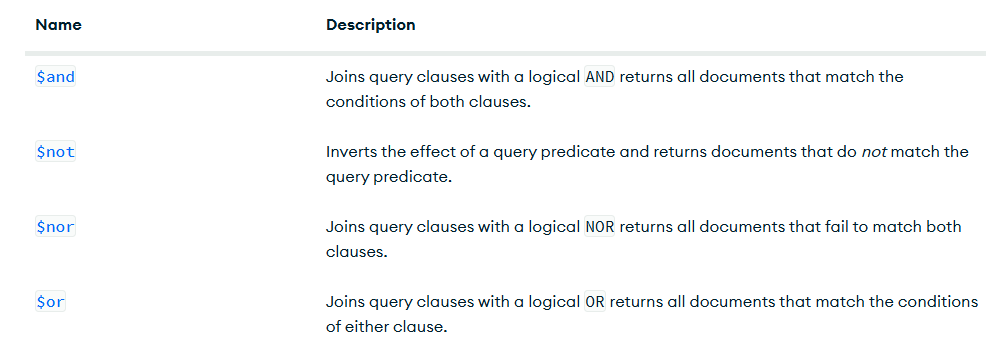 Name Description
$and Joins query clauses with a logical AND returns all documents that match the
conditions of both clauses.
$not Inverts the effect of a query predicate and returns documents that do not match the
query predicate.
$nor Joins query clauses with a logical NOR returns all documents that fail to match both
clauses.
$or Joins query clauses with a logical OR returns all documents that match the conditions
of either clause.